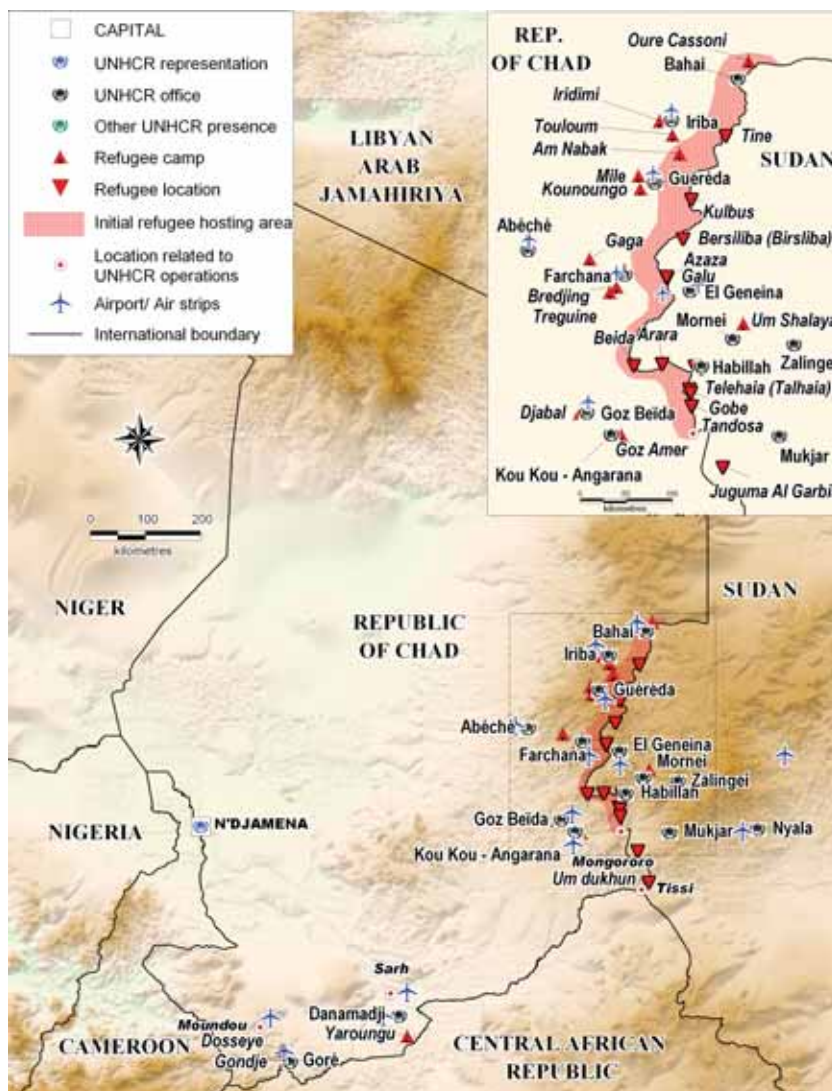 CAPITAL
UNHCR representation
UNHCR office
Other UNHCR presence
Refugee camp
Refugee location
Initial refugee hosting area
Location related to
UNHCR operations
Airport/ Air strips
International boundary
REP.
OF CHAD
Oure Cassoni
Bahai
Iridimi
Iriba
Touloum
Tine
Am Nabak
SUDAN
Mile
Guéréda
Kounoungo
Kulbus
Abéché
Bersiliba (Birsliba)
Gaga
Azaza
Farchana
Galu
Bredjing
El Geneina
Treguine
Mornei
Um Shalaya
Beida
Arara
Zalingei
Habillah
Telehaia (Talhaia)
Djabal
Goz Beïda
Gobe
Tandosa
Goz Amer
Mukjar
Kou Kou - Angarana
Juguma Al Garbi
kilometres
LIBYAN
ARAB
JAMAHIRIYA
0 100 200
kilometres
NIGER
REPUBLIC
OF CHAD
SUDAN
Bahai
Iriba
Guéréda
Abéché
Farchana
El Geneina
Mornei
Zalingei
Habillah
NIGERIA
N'DJAMENA
Goz Beïda
Mukjar
Nyala
Kou Kou - Angarana
Mongororo
Um dukhun
Tissi
Sarh
Danamadji
Moundou
Yaroungu
Dosseye
CAMEROON
Gondje
Goré
CENTRAL AFRICAN
REPUBLIC